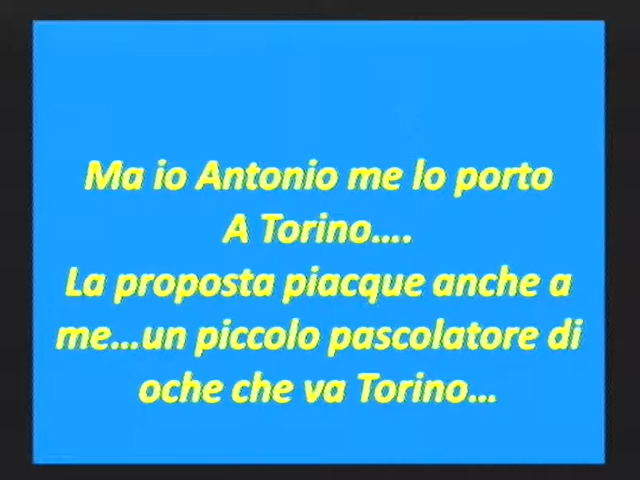 Ma io Antonio me lo porto
A Torino....
La proposta piacque anche a
me...un piccolo pascolatore di
oche che va Torino...